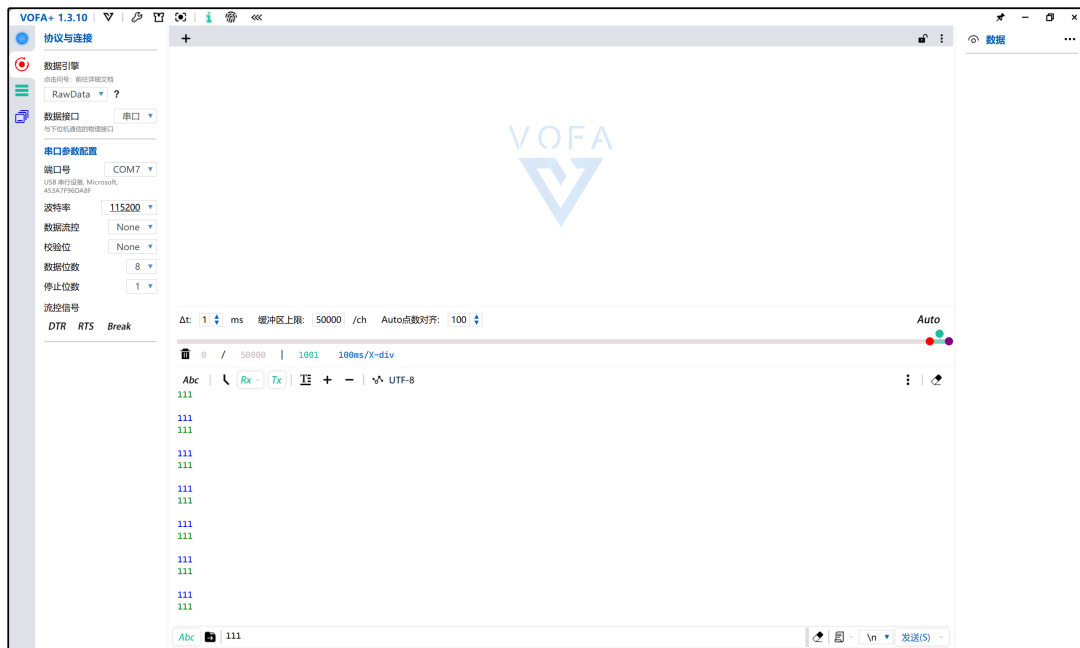 VOFA+ 1.3.10
协议与连接
数据引擎
点击问号：前往详细文档
RawData ?
数据接口 串口
与下位机通信的物理接口
串口参数配置
端口号 COM7
USB 串行设备, Microsoft,
453A7F96DA8F
波特率 115200
数据流控 None
校验位 None
数据位数 8
停止位数 1
流控信号
DTR RTS Break
数据
VOFA
Δt: 1 ms 缓冲区上限: 50000 /ch Auto点数对齐: 100 Auto
0 / 50000 | 1001 100ms/X-div
Abc Rx Tx UTF-8
111
111
111
111
111
111
111
111
111
111
111
111
111
Abc 111 \n 发送(S)